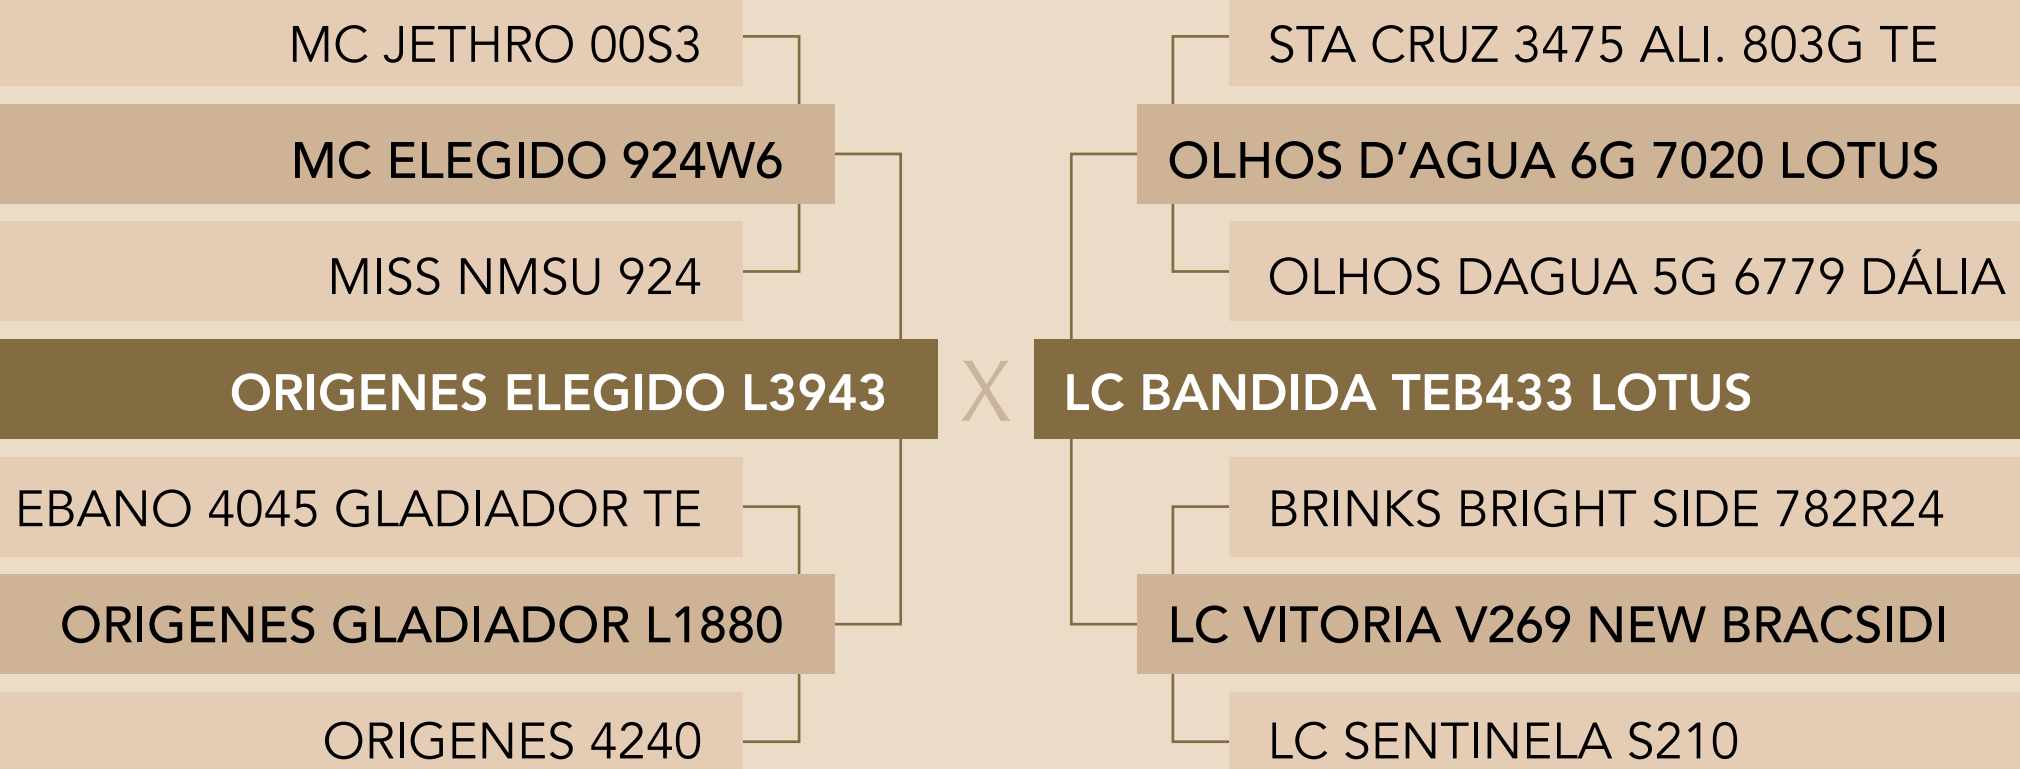 MC JETHRO 00S3
MC ELEGIDO 924W6
MISS NMSU 924
ORIGENES ELEGIDO L3943
EBANO 4045 GLADIADOR TE
ORIGENES GLADIADOR L1880
ORIGENES 4240
X
STA CRUZ 3475 ALI. 803G TE
OLHOS D’AGUA 6G 7020 LOTUS
OLHOS DAGUA 5G 6779 DÁLIA
LC BANDIDA TEB433 LOTUS
BRINKS BRIGHT SIDE 782R24
LC VITORIA V269 NEW BRACSIDI
LC SENTINELA S210